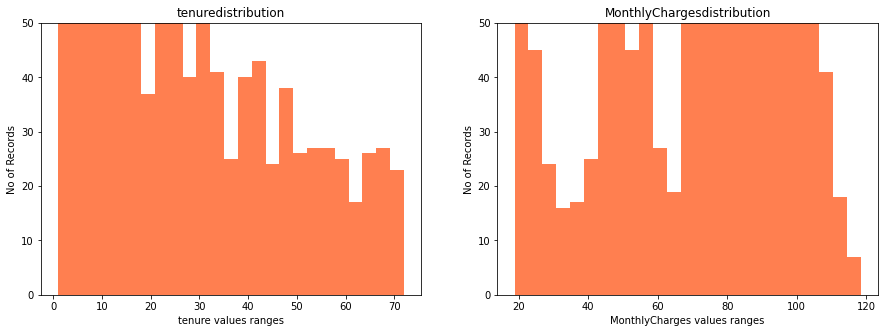 tenuredistribution
No of Records
50
40
30
20
10
0
0 10 20 30 40 50 60 70
tenure values ranges
MonthlyChargesdistribution
No of Records
50
40
30
20
10
0
20 40 60 80 100 120
MonthlyCharges values ranges